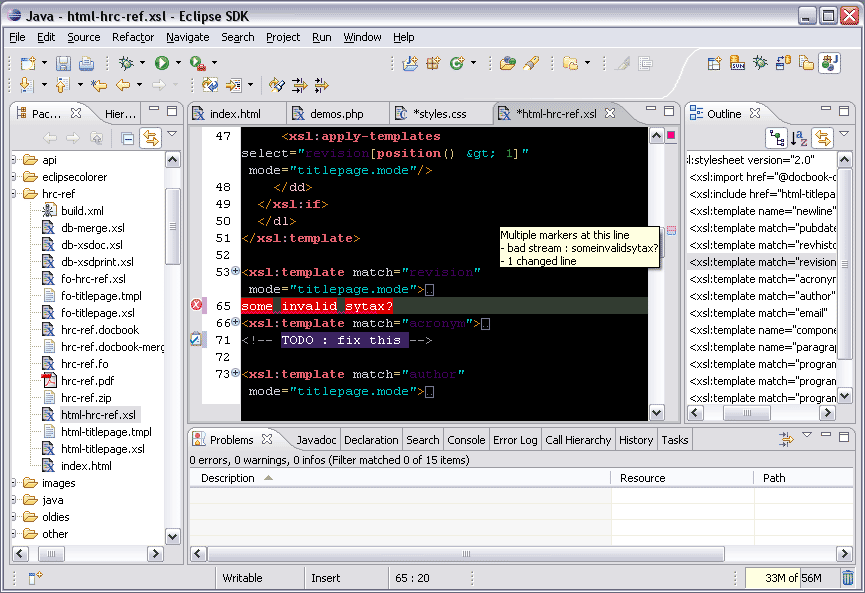 Java - html-hrc-ref.xsl - Eclipse SDK
File Edit Source Refactor Navigate Search Project Run Window Help
Pac... Hier...
api
eclipsecolorer
hrc-ref
build.xml
db-merge.xsl
db-xsdoc.xsl
db-xsdprint.xsl
fo-hrc-ref.xsl
fo-titlepage.tmpl
fo-titlepage.xsl
hrc-ref.docbook
hrc-ref.docbook-merg
hrc-ref.fo
hrc-ref.pdf
hrc-ref.zip
html-hrc-ref.xsl
html-titlepage.tmpl
html-titlepage.xsl
index.html
images
java
oldies
other
index.html demos.php *styles.css *html-hrc-ref.xsl
47 <xsl:apply-templates
select="revision[position() &gt; 1]"
mode="titlepage.mode"/>
48 </dd>
49 </xsl:if>
50 </dl>
51 </xsl:template>
52
53 <xsl:template match="revision"
mode="titlepage.mode">
65 some invalid sytax?
66 <xsl:template match="acronym">
71 <!-- TODO : fix this -->
72
73 <xsl:template match="author"
mode="titlepage.mode">
Multiple markers at this line
- bad stream : someinvalidsytax?
- 1 changed line
Outline
l:stylesheet version="2.0"
<xsl:import href="@docbook-c
<xsl:include href="html-titlepa
<xsl:template name="newline"
<xsl:template match="pubdate
<xsl:template match="revhisto
<xsl:template match="revision
<xsl:template match="acronyr
<xsl:template match="author"
<xsl:template match="email"
<xsl:template name="compone
<xsl:template name="paragra
<xsl:template match="program
<xsl:template match="program
<xsl:template match="program
Problems Javadoc Declaration Search Console Error Log Call Hierarchy History Tasks
0 errors, 0 warnings, 0 infos (Filter matched 0 of 15 items)
Description Resource Path
Writable Insert 65 : 20 33M of 56M